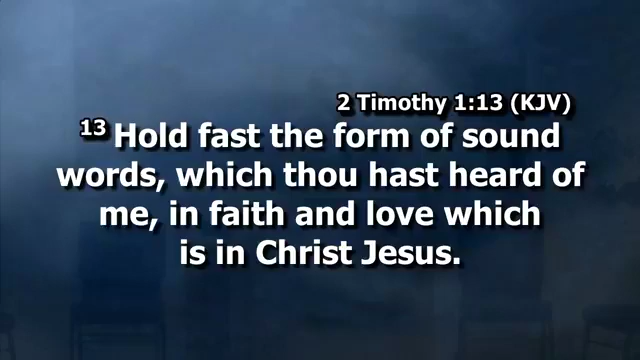 2 Timothy 1:13 (KJV)
13 Hold fast the form of sound
words, which thou hast heard of
me, in faith and love which
is in Christ Jesus.